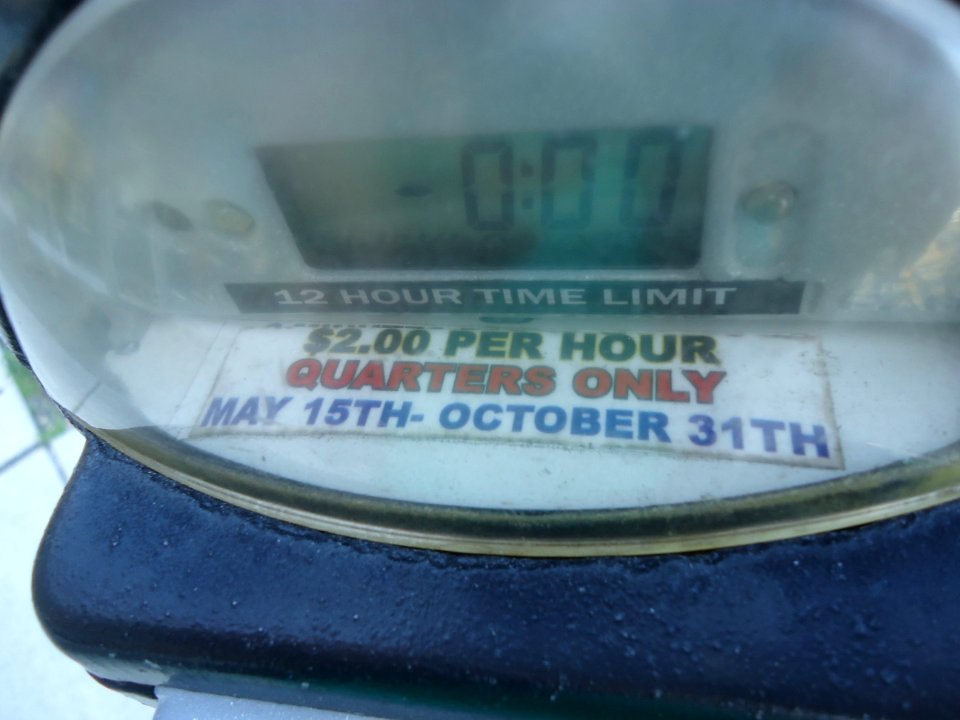 - 0:00
12 HOUR TIME LIMIT
$2.00 PER HOUR
QUARTERS ONLY
MAY 15TH- OCTOBER 31TH